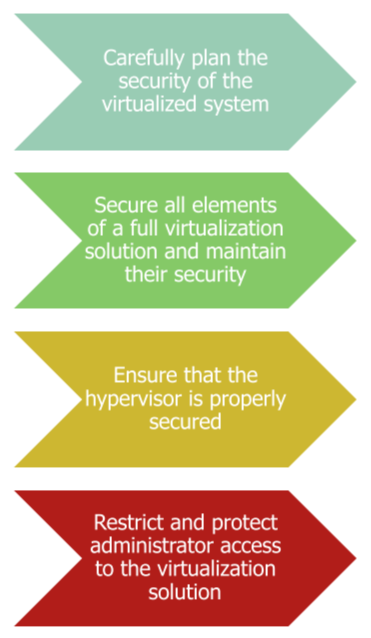 Carefully plan the
security of the
virtualized system
Secure all elements
of a full virtualization
solution and maintain
their security
Ensure that the
hypervisor is properly
secured
Restrict and protect
administrator access
to the virtualization
solution